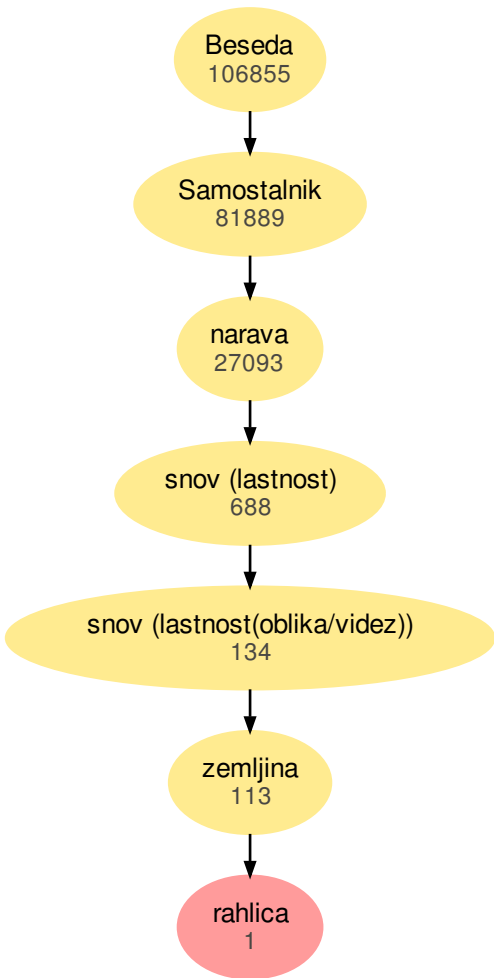 Beseda
106855
Samostalnik
81889
narava
27093
snov (lastnost)
688
snov (lastnost(oblika/videz))
134
zemljina
113
rahlica
1